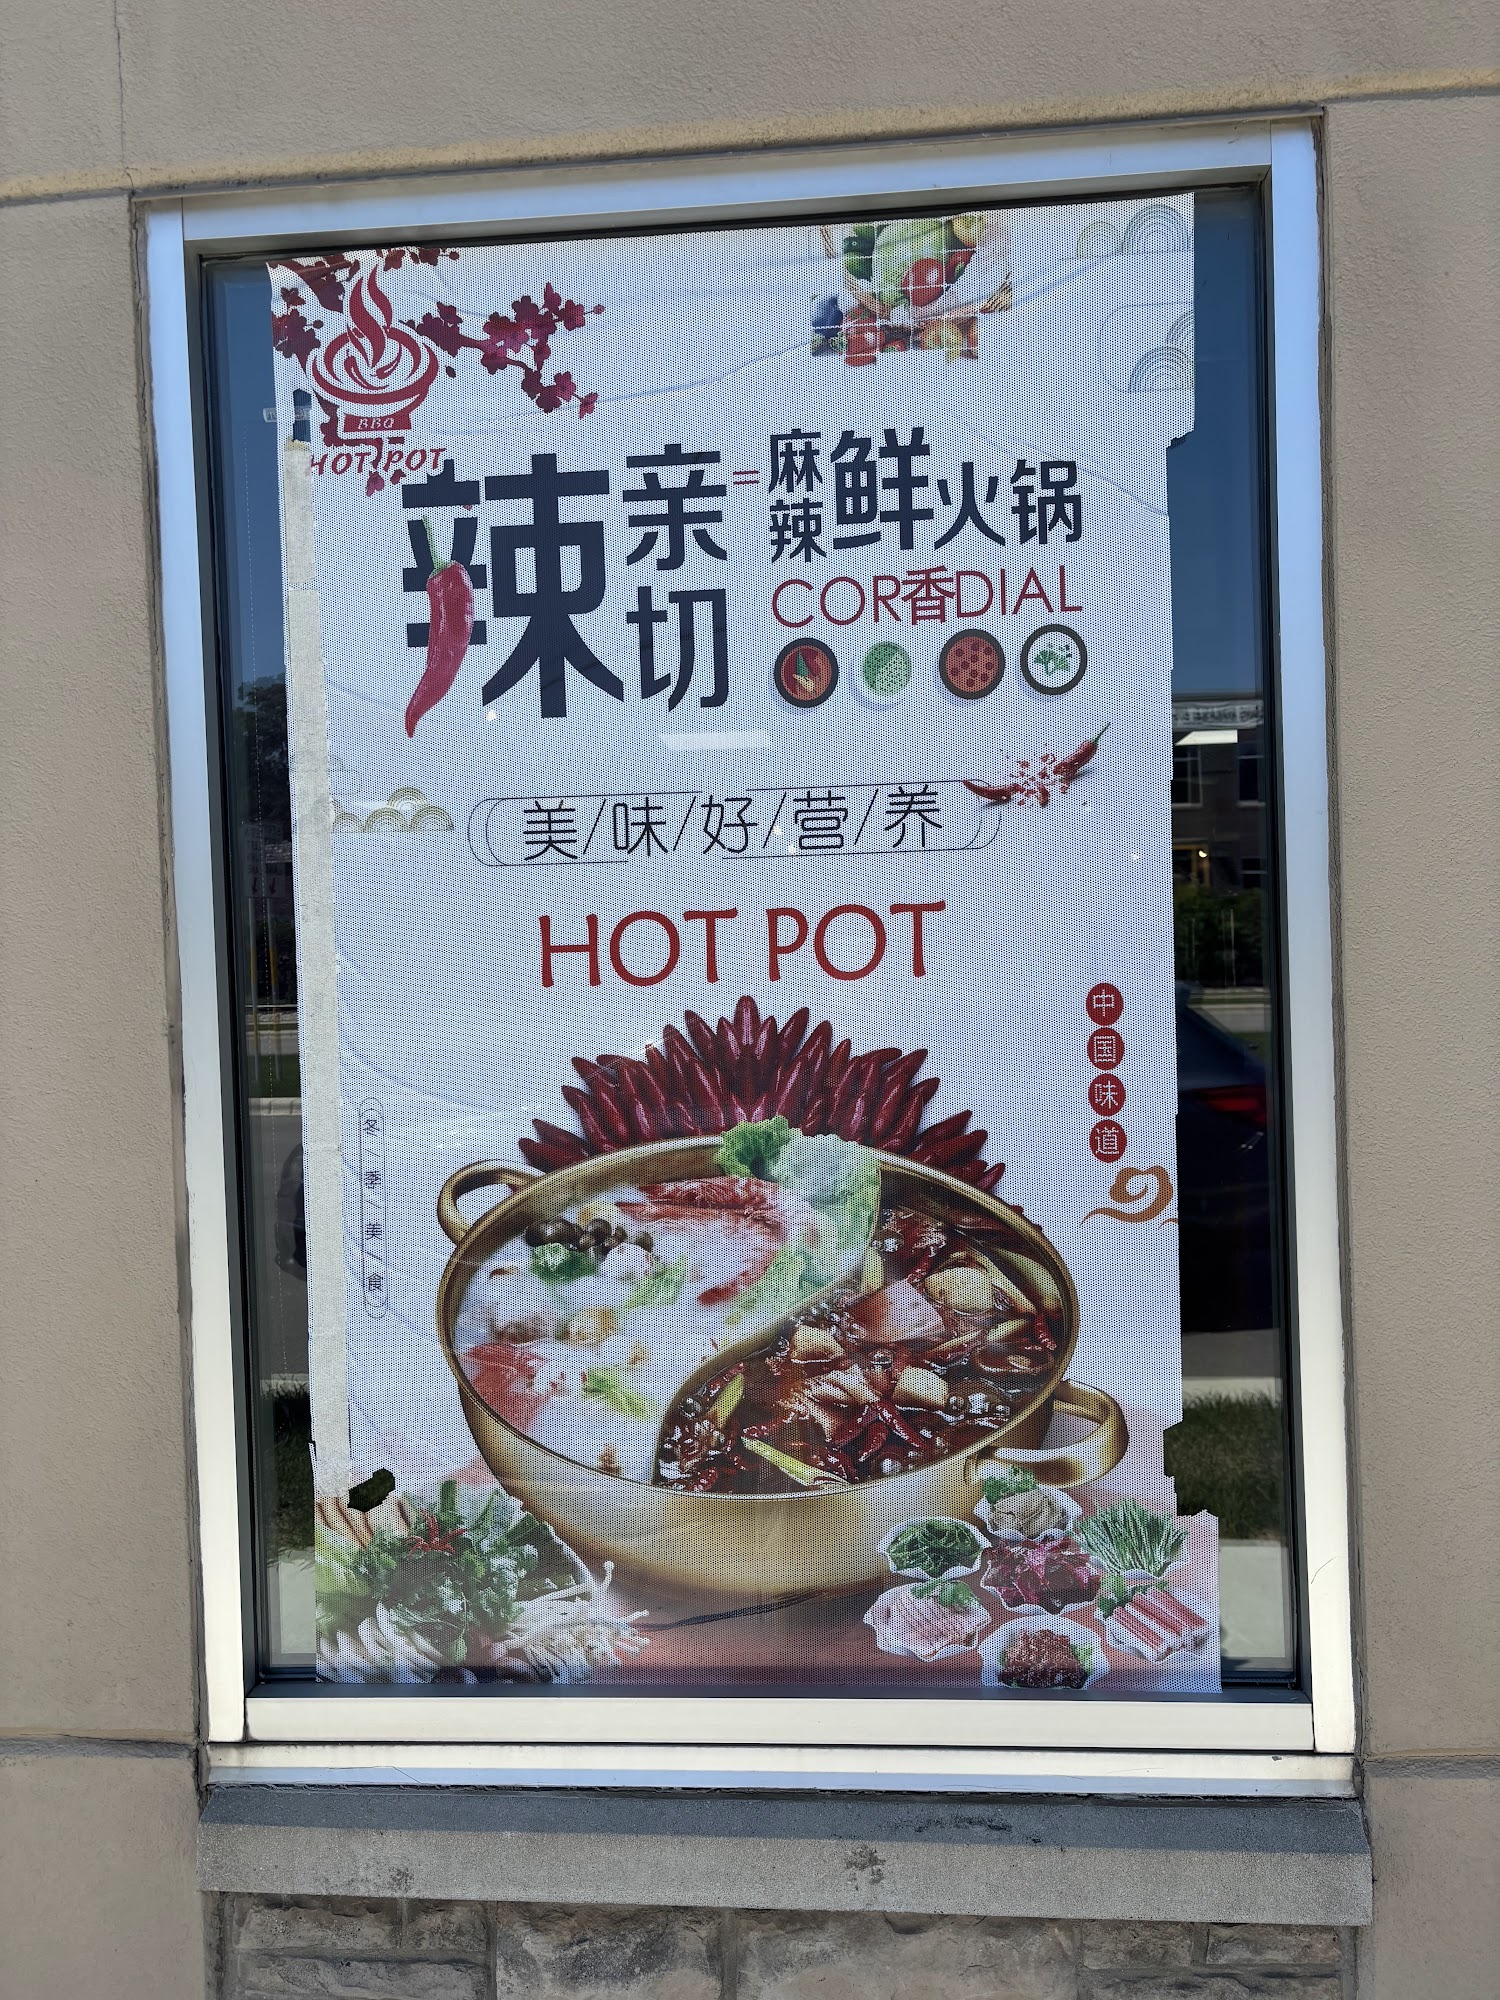 BBQ
HOT POT
辣亲切=麻辣鲜火锅
COR香DIAL
美/味/好/营/养
HOT POT
中国味道
冬/季/美/食